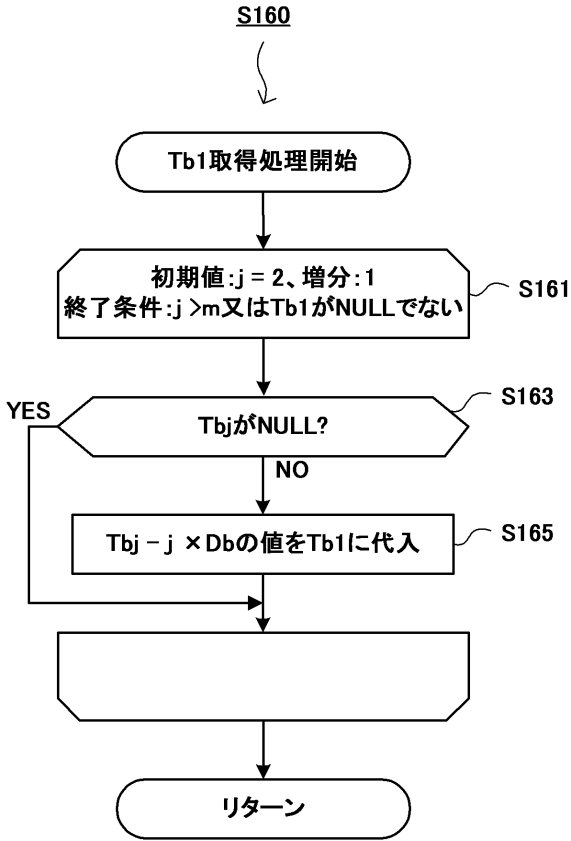 S160
Tb1取得処理開始
初期値:j = 2、増分:1
終了条件:j >m又はTb1がNULLでない
S161
S163
YES
TbjがNULL?
NO
S165
Tbj − j ×Dbの値をTb1に代入
リターン